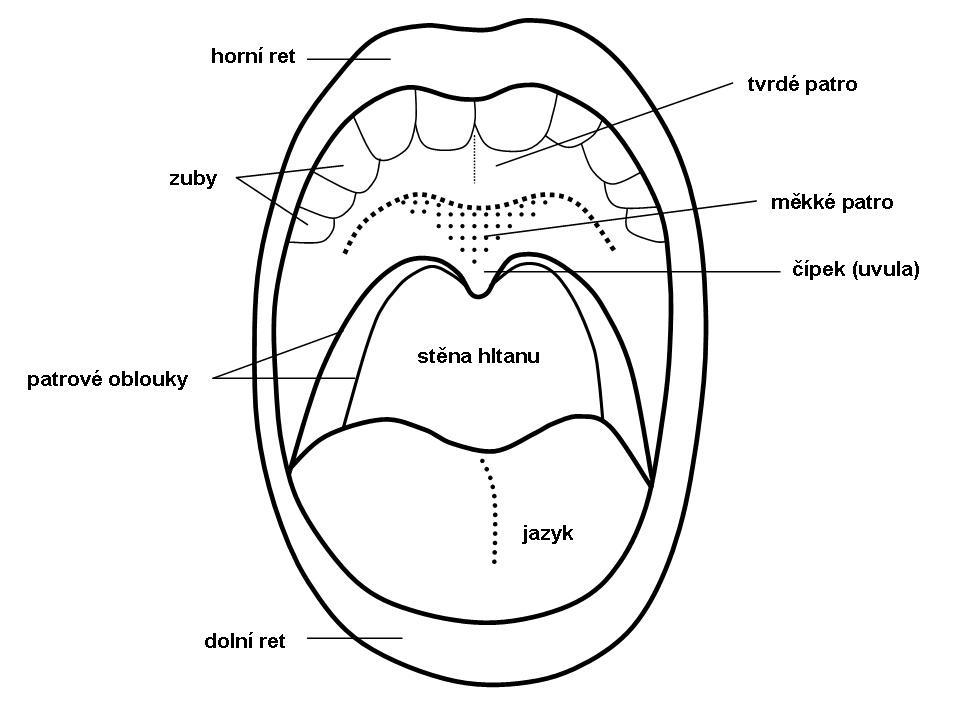 horní ret
tvrdé patro
zuby
měkké patro
čípek (uvula)
stěna hltanu
patrové oblouky
jazyk
dolní ret